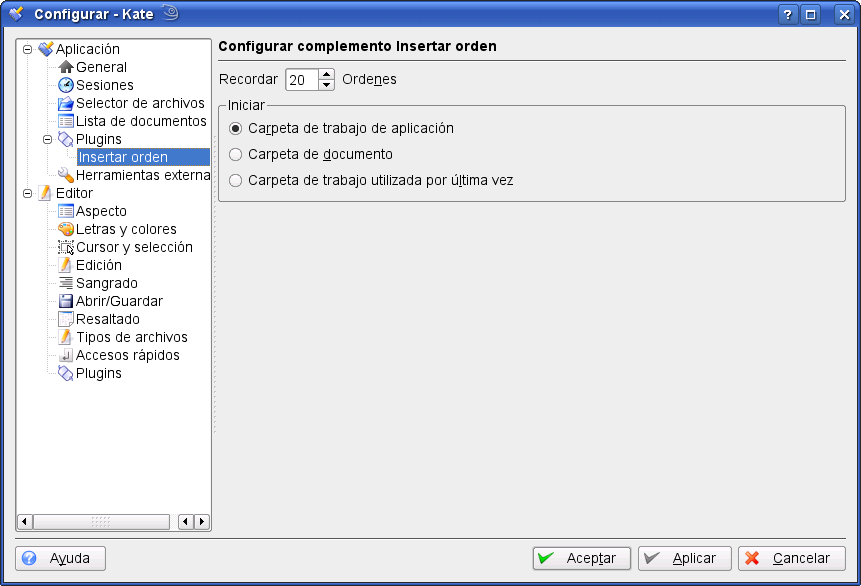 Configurar - Kate
Aplicación
General
Sesiones
Selector de archivos
Lista de documentos
Plugins
Insertar orden
Herramientas externa
Editor
Aspecto
Letras y colores
Cursor y selección
Edición
Sangrado
Abrir/Guardar
Resaltado
Tipos de archivos
Accesos rápidos
Plugins
Configurar complemento Insertar orden
Recordar 20 Ordenes
Iniciar
Carpeta de trabajo de aplicación
Carpeta de documento
Carpeta de trabajo utilizada por última vez
Ayuda Aceptar Aplicar Cancelar